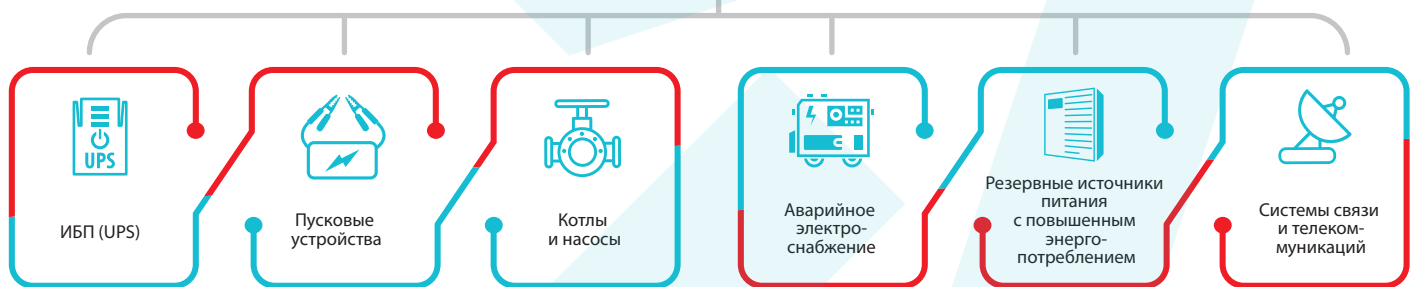 UPS
ИБП (UPS)
Пусковые
устройства
Котлы
и насосы
Аварийное
электро-
снабжение
Резервные источники
питания
с повышенным
энерго-
потреблением
Системы связи
и телеком-
муникаций